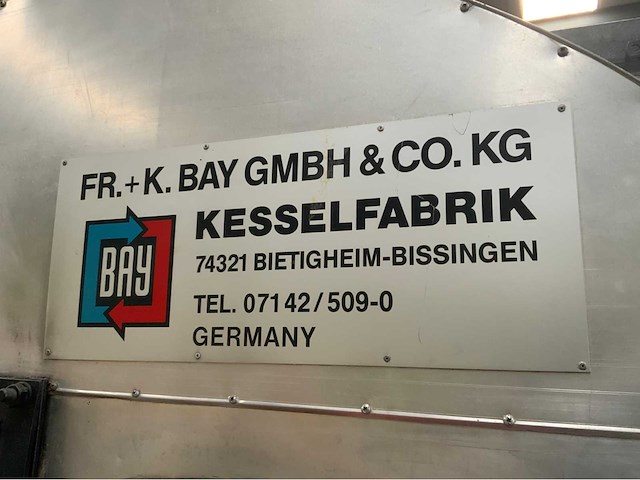 FR.+K. BAY GMBH & CO. KG
BAY
KESSELFABRIK
74321 BIETIGHEIM-BISSINGEN
TEL. 07142/509-0
GERMANY